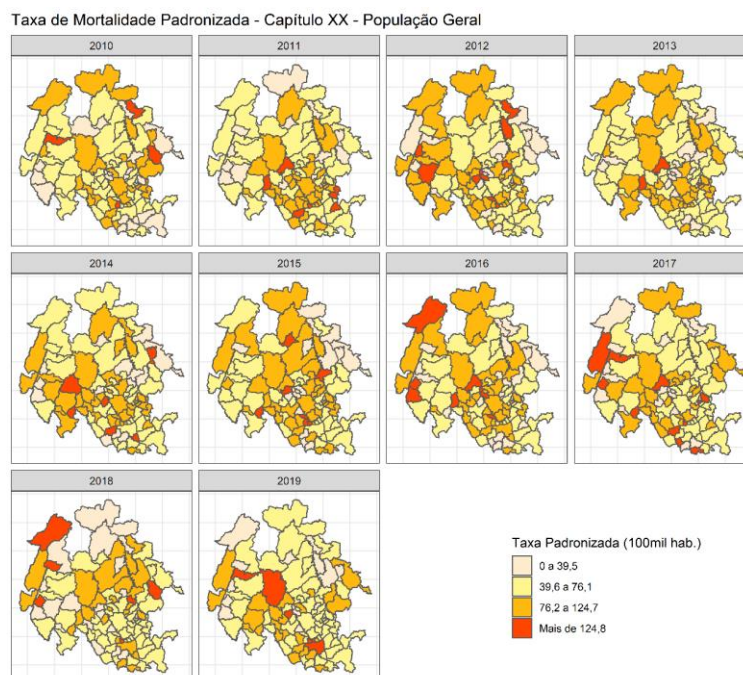 Taxa de Mortalidade Padronizada - Capítulo XX - População Geral
2010
2011
2012
2013
2014
2015
2016
2017
2018
2019
Taxa Padronizada (100mil hab.)
0 a 39,5
39,6 a 76,1
76,2 a 124,7
Mais de 124,8